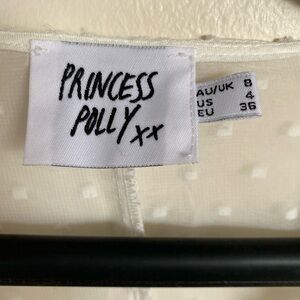 PRINCESS
POLLY xx
AU/UK 8
US 4
EU 36